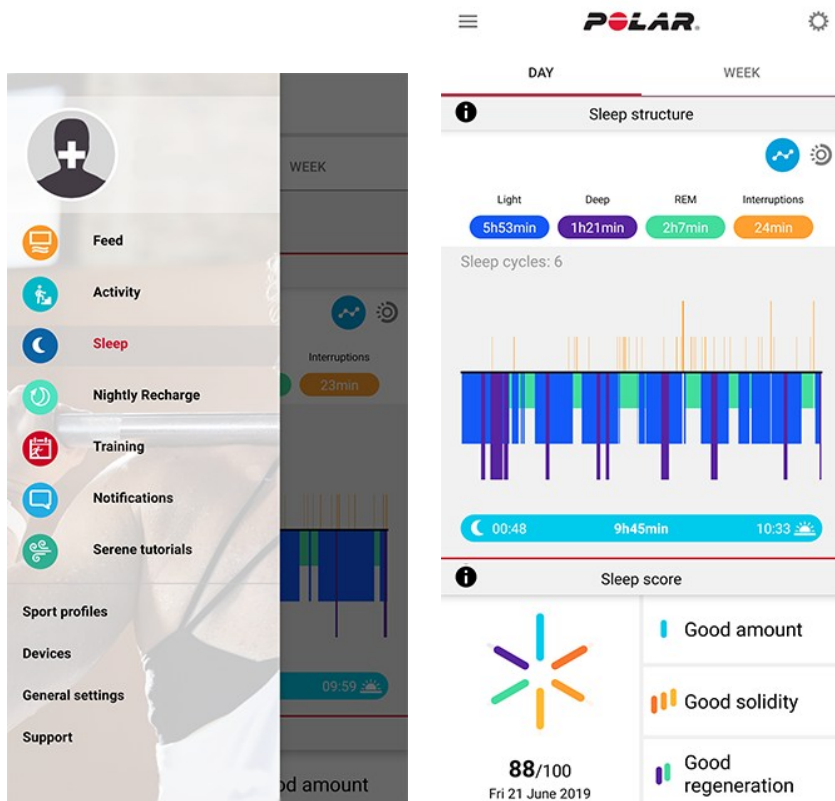 WEEK
Feed
Activity
Sleep
Interruptions
Nightly Recharge
23min
Training
Notifications
Serene tutorials
Sport profiles
Devices
General settings
09:59
Support
od amount
POLAR.
DAY WEEK
Sleep structure
Light Deep REM Interruptions
5h53min 1h21min 2h7min 24min
Sleep cycles: 6
00:48 9h45min 10:33
Sleep score
Good amount
Good solidity
Good
regeneration
88/100
Fri 21 June 2019